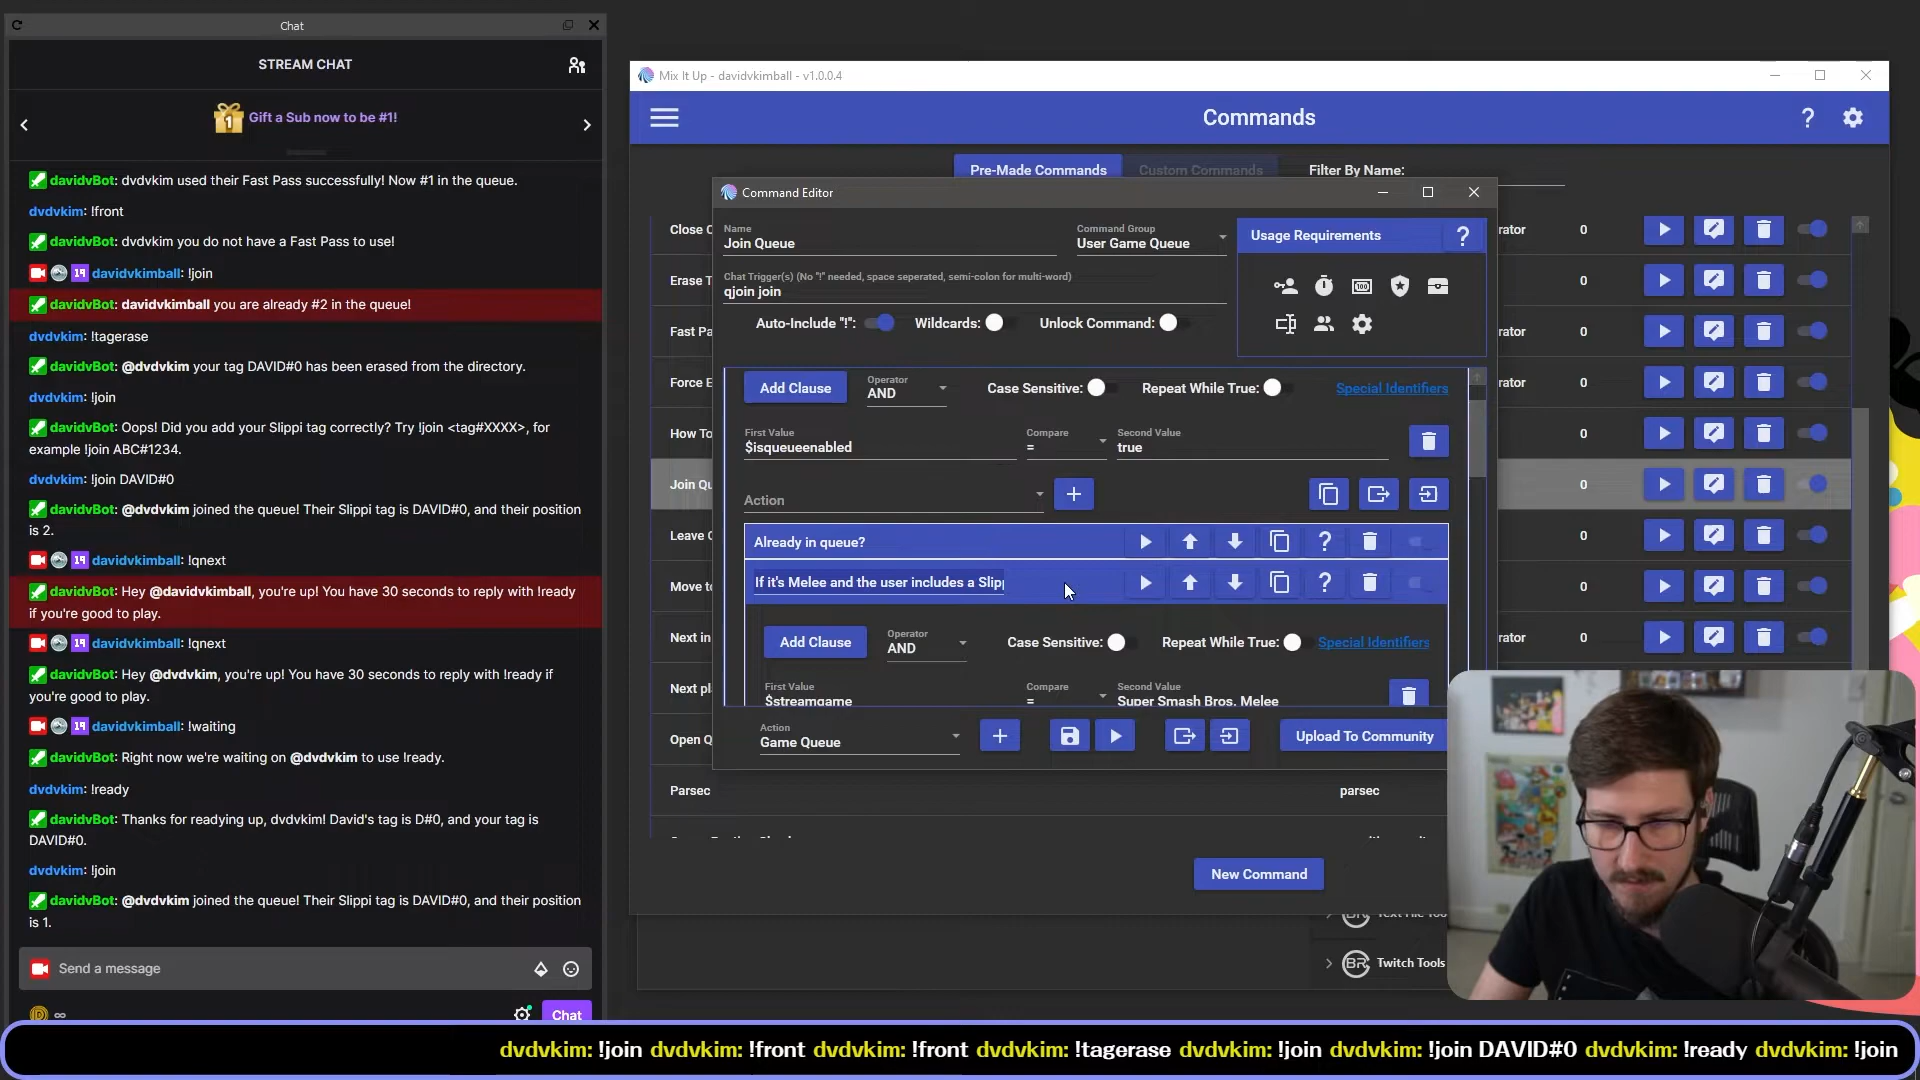 Chat
STREAM CHAT
1
Gift a Sub now to be #1!
davidvBot: dvdvkim used their Fast Pass successfully! Now #1 in the queue.
dvdvkim: !front
davidvBot: dvdvkim you do not have a Fast Pass to use!
davidvkimball: !join
davidvBot: davidvkimball you are already #2 in the queue!
dvdvkim: !tagerase
davidvBot: @dvdvkim your tag DAVID#0 has been erased from the directory.
dvdvkim: !join
davidvBot: Oops! Did you add your Slippi tag correctly? Try !join <tag#XXXX>, for
example !join ABC#1234.
dvdvkim: !join DAVID#0
davidvBot: @dvdvkim joined the queue! Their Slippi tag is DAVID#0, and their position
is 2.
davidvkimball: !qnext
davidvBot: Hey @davidvkimball, you're up! You have 30 seconds to reply with !ready
if you're good to play.
davidvkimball: !qnext
davidvBot: Hey @dvdvkim, you're up! You have 30 seconds to reply with !ready if
you're good to play.
davidvkimball: !waiting
davidvBot: Right now we're waiting on @dvdvkim to use !ready.
dvdvkim: !ready
davidvBot: Thanks for readying up, dvdvkim! David's tag is D#0, and your tag is
DAVID#0.
dvdvkim: !join
davidvBot: @dvdvkim joined the queue! Their Slippi tag is DAVID#0, and their position
is 1.
Send a message
∞
Chat
Mix It Up - davidvkimball - v1.0.0.4
Commands
?
Pre-Made Commands
Custom Commands
Filter By Name:
Close
rator 0
Erase T
rator 0
Fast Pa
rator 0
Force E
rator 0
How To
0
Join Qu
0
Leave
0
Move to
rator 0
Next in
rator 0
Next pl
Open Q
Parsec
parsec
New Command
Twitch Tools
Command Editor
Name
Join Queue
Command Group
User Game Queue
Usage Requirements
?
Chat Trigger(s) (No "!" needed, space seperated, semi-colon for multi-word)
qjoin join
Auto-Include "!":
Wildcards:
Unlock Command:
Add Clause
Operator
AND
Case Sensitive:
Repeat While True:
Special Identifiers
First Value
$isqueueenabled
Compare
=
Second Value
true
Action
Already in queue?
?
If it's Melee and the user includes a Slipp
?
Add Clause
Operator
AND
Case Sensitive:
Repeat While True:
Special Identifiers
First Value
$streamgame
Compare
=
Second Value
Super Smash Bros. Melee
Action
Game Queue
Upload To Community
dvdvkim: !join dvdvkim: !front dvdvkim: !front dvdvkim: !tagerase dvdvkim: !join dvdvkim: !join DAVID#0 dvdvkim: !ready dvdvkim: !join